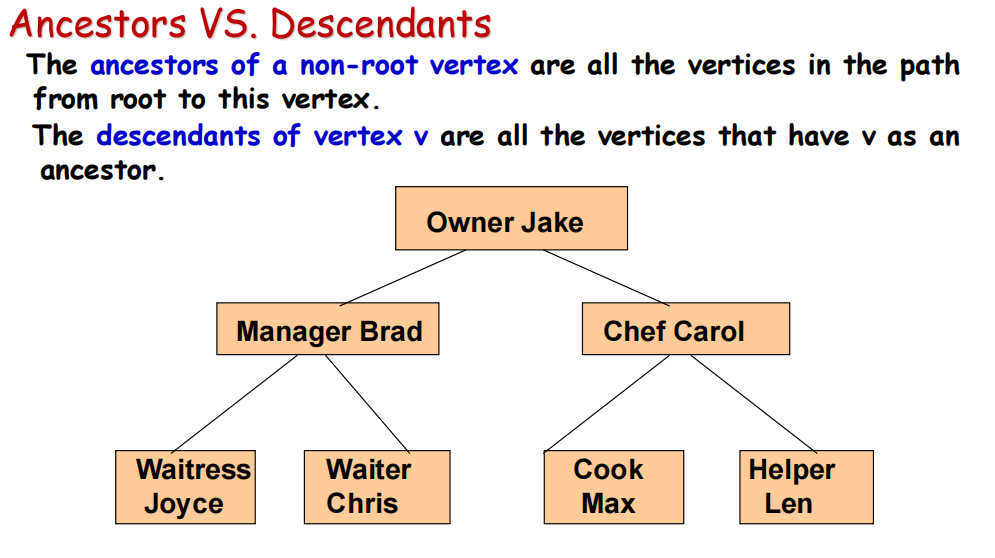 Ancestors VS. Descendants
The ancestors of a non-root vertex are all the vertices in the path
from root to this vertex.
The descendants of vertex v are all the vertices that have v as an
ancestor.
Owner Jake
Manager Brad
Chef Carol
Waitress
Joyce
Waiter
Chris
Cook
Max
Helper
Len